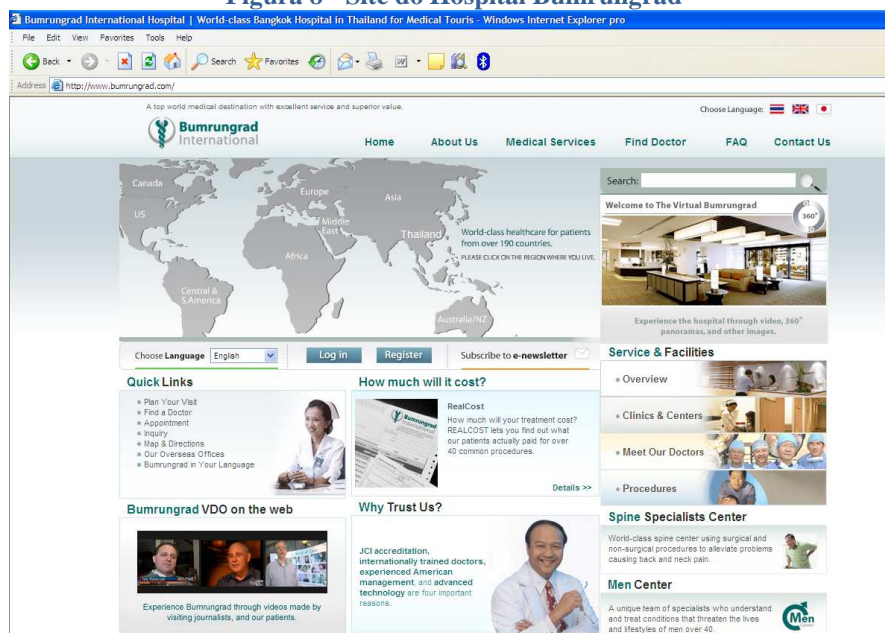 Figura 8 - Site do Hospital Bumrungrad
Bumrungrad International Hospital | World-class Bangkok Hospital in Thailand for Medical Touris - Windows Internet Explorer pro
File Edit View Favorites Tools Help
Back Search Favorites
Address http://www.bumrungrad.com/
A top world medical destination with excellent service and superior value.
Choose Language:
Bumrungrad
International
Home About Us Medical Services Find Doctor FAQ Contact Us
Canada
US
Central &
S.America
Europe
Middle
East
Africa
Asia
Thailand
Australia/NZ
World-class healthcare for patients
from over 190 countries.
PLEASE CLICK ON THE REGION WHERE YOU LIVE.
Search:
Welcome to The Virtual Bumrungrad
360°
Experience the hospital through video, 360°
panoramas, and other images.
Choose Language English
Log in Register
Subscribe to e-newsletter
Quick Links
Plan Your Visit
Find a Doctor
Appointment
Inquiry
Map & Directions
Our Overseas Offices
Bumrungrad in Your Language
How much will it cost?
Bumrungrad
International
RealCost
How much will your treatment cost?
REALCOST lets you find out what
our patients actually paid for over
40 common procedures.
Details >>
Service & Facilities
Overview
Clinics & Centers
Meet Our Doctors
Procedures
Bumrungrad VDO on the web
Experience Bumrungrad through videos made by
visiting journalists, and our patients.
Why Trust Us?
JCI accreditation,
internationally trained doctors,
experienced American
management, and advanced
technology are four important
reasons.
Spine Specialists Center
World-class spine center using surgical and
non-surgical procedures to alleviate problems
causing back and neck pain.
Men Center
A unique team of specialists who understand
and treat conditions that threaten the lives
and lifestyles of men over 40.
Men